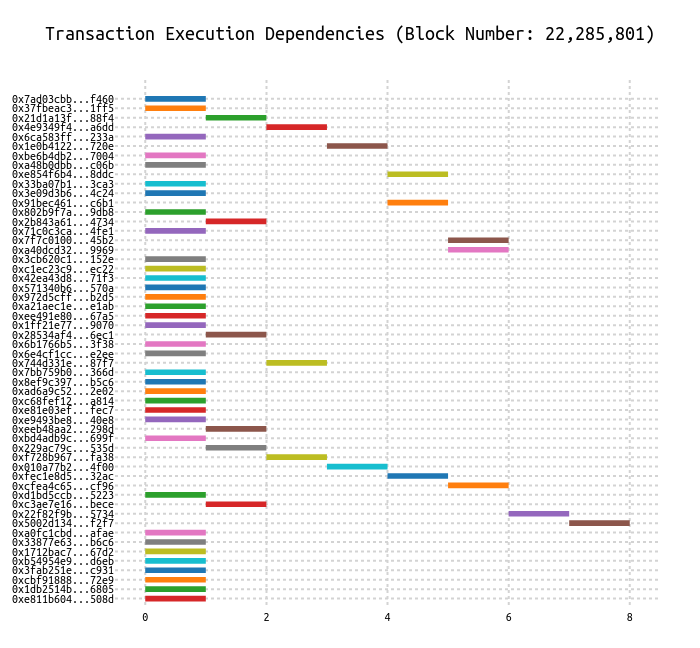 Transaction Execution Dependencies (Block Number: 22,285,801)
0x7ad03cbb...f460
0x37fbeac3...1ff5
0x21d1a13f...88f4
0x4e9349f4...a6dd
0x6ca583ff...233a
0x1e0b4122...720e
0xbe6b4db2...7004
0xa48b0dbb...c06b
0xe854f6b4...8ddc
0x33ba07b1...3ca3
0x3e09d3b6...4c24
0x91bec461...c6b1
0x802b9f7a...9db8
0x2b843a61...4734
0x71c0c3ca...4fe1
0x7f7c0100...45b2
0xa40dcd32...9969
0x3cb620c1...152e
0xc1ec23c9...ec22
0x42ea43d8...71f3
0x571340b6...570a
0x972d5cff...b2d5
0xa21aec1e...e1ab
0xee491e80...67a5
0x1ff21e77...9070
0x28534af4...6ec1
0x6b1766b5...3f38
0x6e4cf1cc...e2ee
0x744d331e...87f7
0x7bb759b0...366d
0x8ef9c397...b5c6
0xad6a9c52...2e02
0xc68fef12...a814
0xe81e03ef...fec7
0xe9493be8...40e8
0xeeb48aa2...298d
0xbd4adb9c...699f
0x229ac79c...535d
0xf728b967...fa38
0x010a77b2...4f00
0xfec1e8d5...32ac
0xcfea4c65...cf96
0xd1bd5ccb...5223
0xc3ae7e16...bece
0x22f82f9b...5734
0x5002d134...f2f7
0xa0fc1cbd...afae
0x33877e63...b6c6
0x1712bac7...67d2
0xb54954e9...d6eb
0x3fab251e...c931
0xcbf91888...72e9
0x1db2514b...6805
0xe811b604...508d
0 2 4 6 8